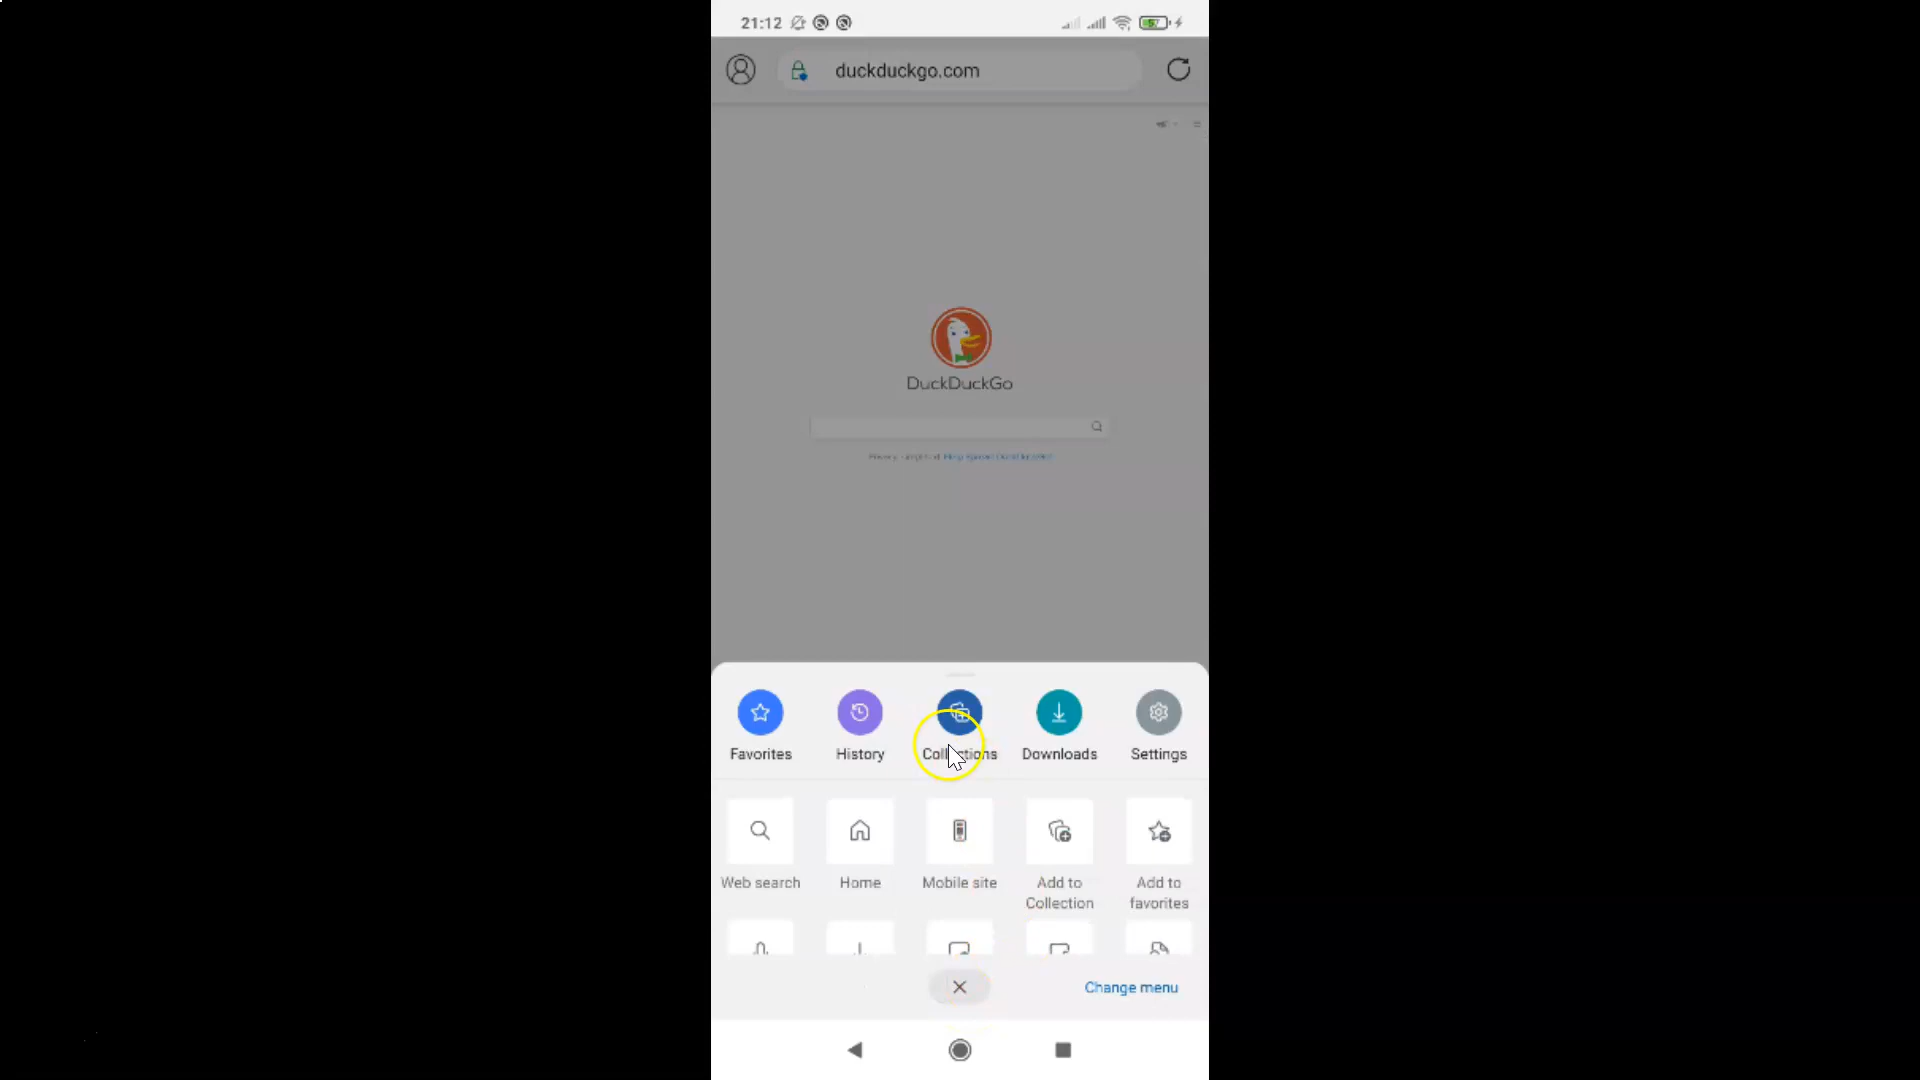 21:12
57
duckduckgo.com
DuckDuckGo
Favorites
History
Collections
Downloads
Settings
Web search
Home
Mobile site
Add to
Collection
Add to
favorites
Change menu